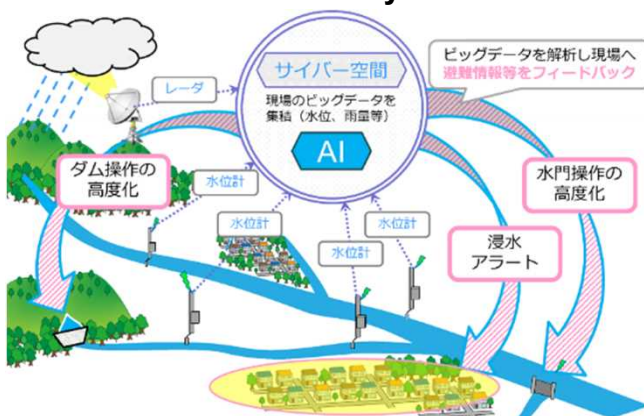 サイバー空間
現場のビッグデータを
集積（水位、雨量等）
AI
ビッグデータを解析し現場へ
避難情報等をフィードバック
レーダ
ダム操作の
高度化
水位計
水位計
水位計
水位計
水門操作の
高度化
浸水
アラート